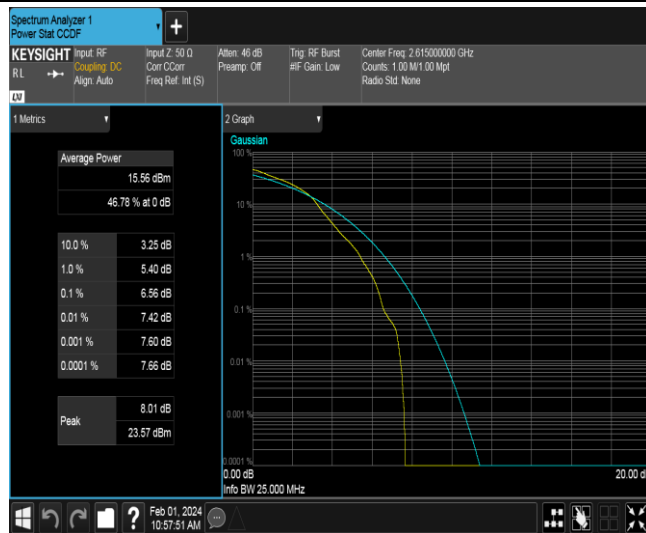 Spectrum Analyzer 1
Power Stat CCDF
+
KEYSIGHT
RL
Input: RF
Coupling: DC
Align: Auto
Input Z: 50 Ω
Corr CCorr
Freq Ref: Int (S)
Atten: 46 dB
Preamp: Off
Trig: RF Burst
#IF Gain: Low
Center Freq: 2.615000000 GHz
Counts: 1.00 M/1.00 Mpt
Radio Std: None
1 Metrics
Average Power
15.56 dBm
46.78 % at 0 dB
10.0 % 3.25 dB
1.0 % 5.40 dB
0.1 % 6.56 dB
0.01 % 7.42 dB
0.001 % 7.60 dB
0.0001 % 7.66 dB
Peak
8.01 dB
23.57 dBm
2 Graph
Gaussian
100 %
10 %
1 %
0.1 %
0.01 %
0.001 %
0.0001 %
0.00 dB 20.00 d
Info BW 25.000 MHz
?
Feb 01, 2024
10:57:51 AM